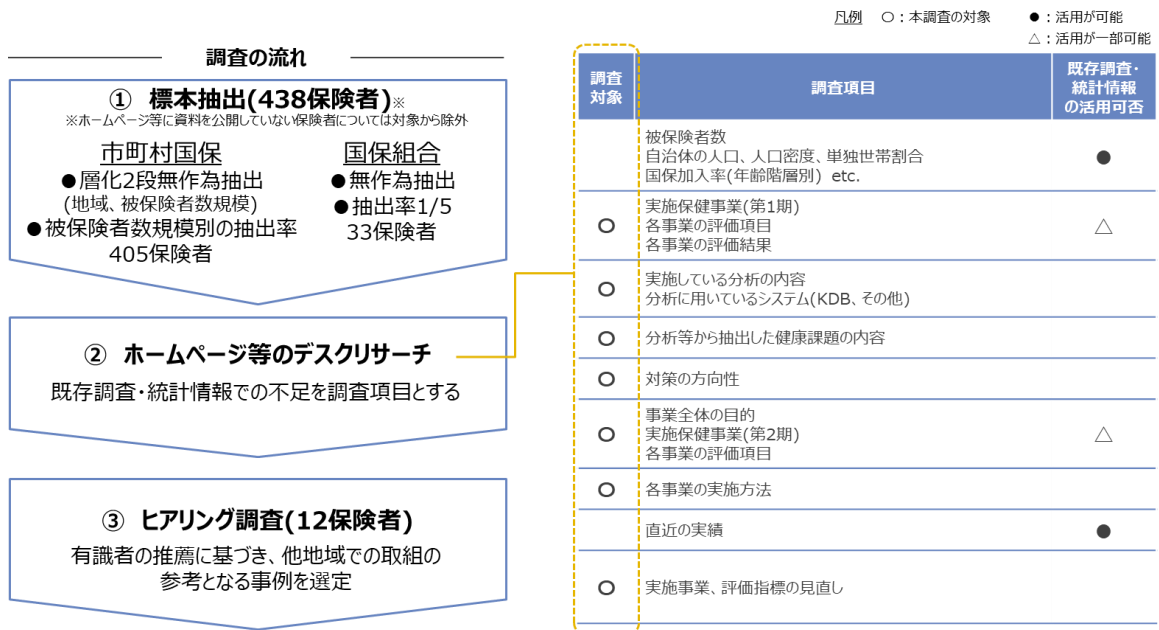 凡例 ○：本調査の対象 ●：活用が可能
△：活用が一部可能
調査の流れ
① 標本抽出(438保険者)※
※ホームページ等に資料を公開していない保険者については対象から除外
市町村国保
●層化2段無作為抽出
(地域、被保険者数規模)
●被保険者数規模別の抽出率
405保険者
国保組合
●無作為抽出
●抽出率1/5
33保険者
② ホームページ等のデスクリサーチ
既存調査・統計情報での不足を調査項目とする
③ ヒアリング調査(12保険者)
有識者の推薦に基づき、他地域での取組の
参考となる事例を選定
調査
対象
調査項目
既存調査・
統計情報
の活用可否
被保険者数
自治体の人口、人口密度、単独世帯割合
国保加入率(年齢階層別) etc.
●
○
実施保健事業(第1期)
各事業の評価項目
各事業の評価結果
△
○
実施している分析の内容
分析に用いているシステム(KDB、その他)
○
分析等から抽出した健康課題の内容
○
対策の方向性
○
事業全体の目的
実施保健事業(第2期)
各事業の評価項目
△
○
各事業の実施方法
直近の実績
●
○
実施事業、評価指標の見直し